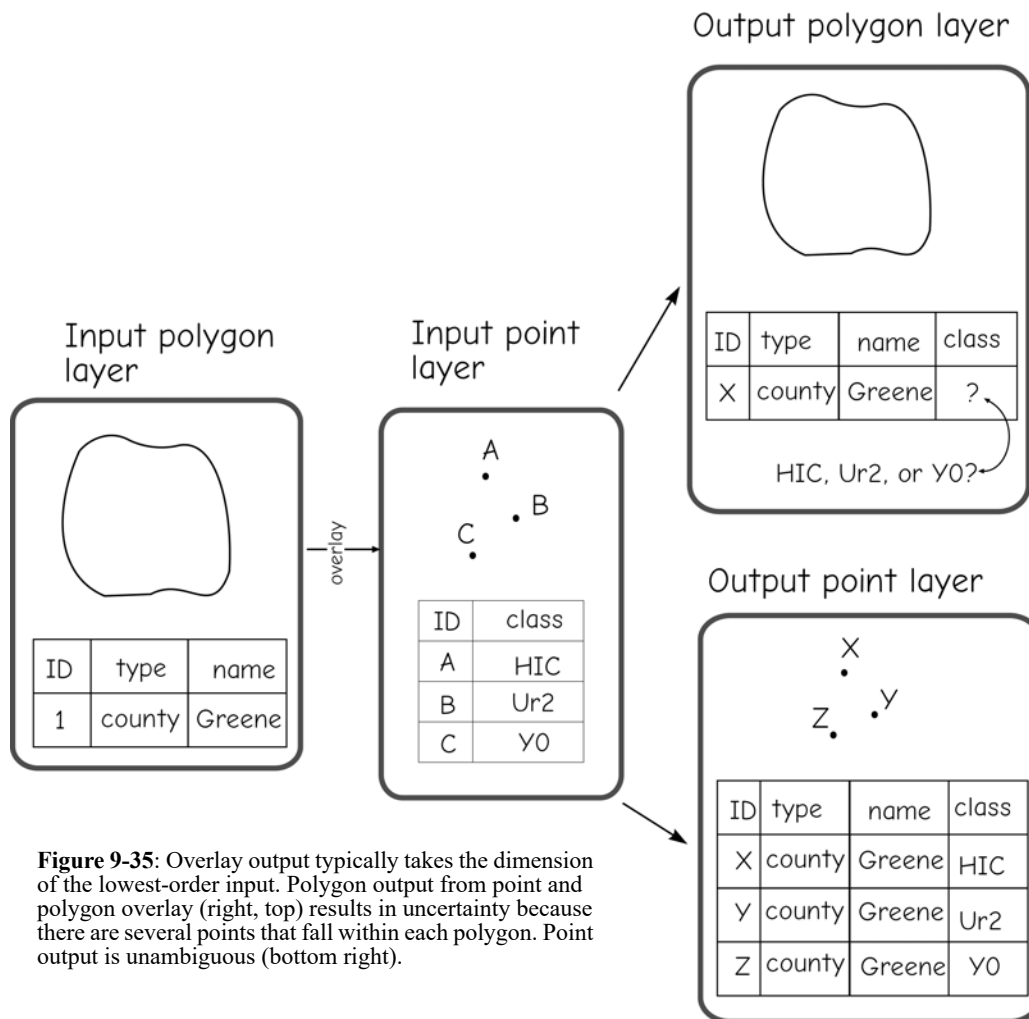 Output polygon layer
ID type name class
X county Greene ?
HIC, Ur2, or Y0?
Input polygon
layer
ID type name
1 county Greene
overlay
Input point
layer
A
B
C
ID class
A HIC
B Ur2
C Y0
Output point layer
X
Y
Z
ID type name class
X county Greene HIC
Y county Greene Ur2
Z county Greene Y0
Figure 9-35: Overlay output typically takes the dimension
of the lowest-order input. Polygon output from point and
polygon overlay (right, top) results in uncertainty because
there are several points that fall within each polygon. Point
output is unambiguous (bottom right).